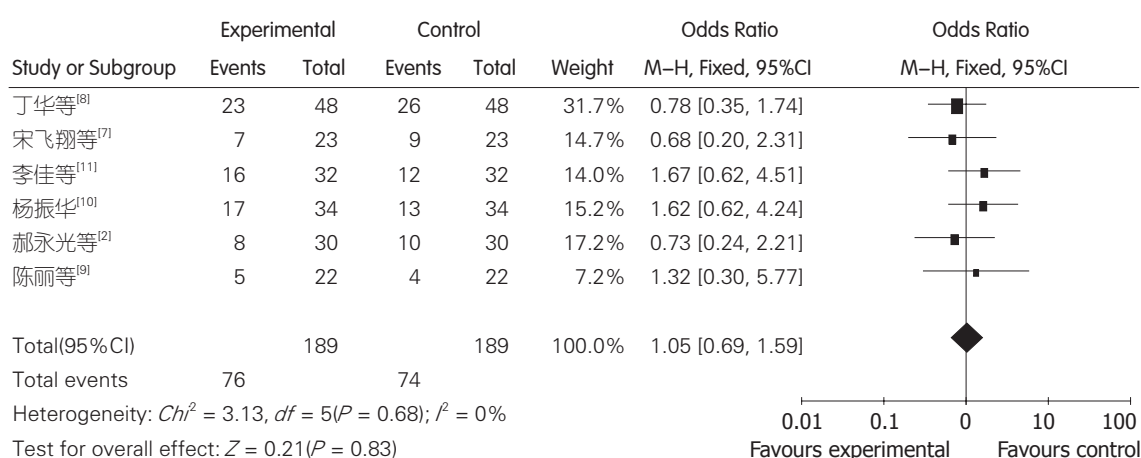 Experimental Control Odds Ratio Odds Ratio
Study or Subgroup Events Total Events Total Weight M–H, Fixed, 95%CI M–H, Fixed, 95%CI
丁华等[8] 23 48 26 48 31.7% 0.78 [0.35, 1.74]
宋飞翔等[7] 7 23 9 23 14.7% 0.68 [0.20, 2.31]
李佳等[11] 16 32 12 32 14.0% 1.67 [0.62, 4.51]
杨振华[10] 17 34 13 34 15.2% 1.62 [0.62, 4.24]
郝永光等[2] 8 30 10 30 17.2% 0.73 [0.24, 2.21]
陈丽等[9] 5 22 4 22 7.2% 1.32 [0.30, 5.77]
Total(95%CI) 189 189 100.0% 1.05 [0.69, 1.59]
Total events 76 74
Heterogeneity: Chi² = 3.13, df = 5(P = 0.68); I² = 0%
0.01 0.1 0 10 100
Test for overall effect: Z = 0.21(P = 0.83)
Favours experimental Favours control